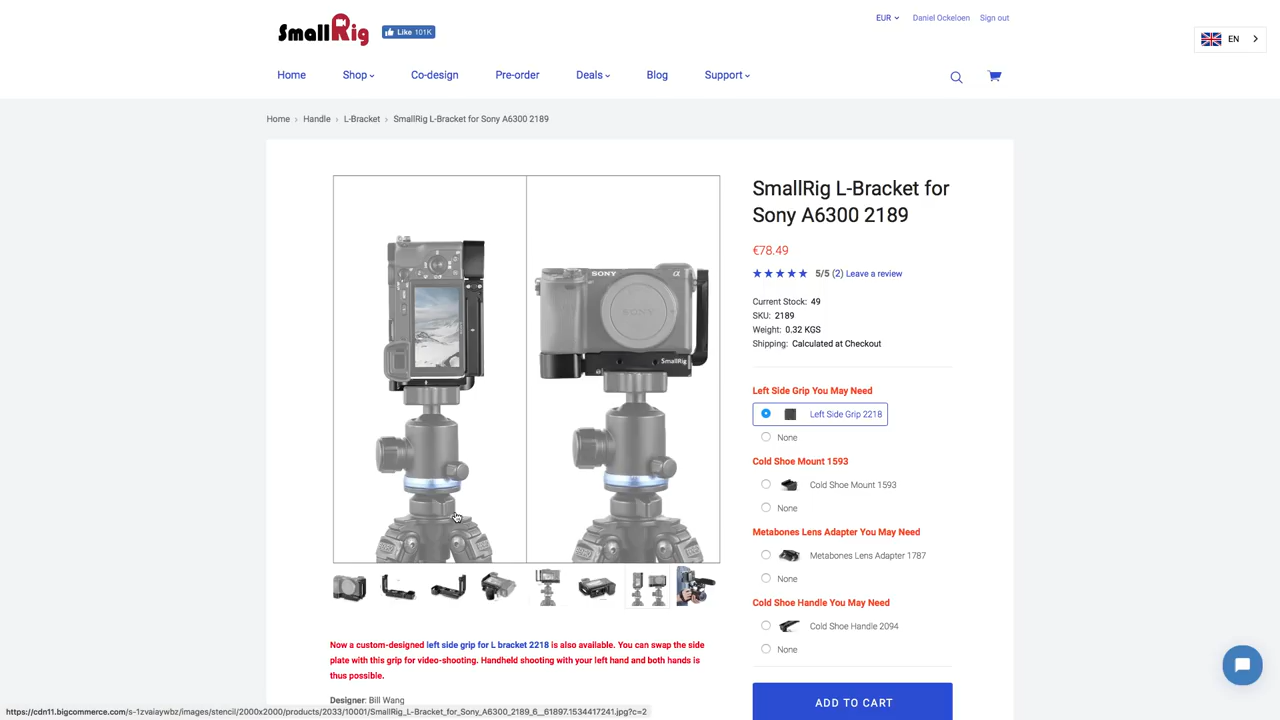 SmallRig
Like 101K
EUR
Daniel Ockeloen
Sign out
EN
Home
Shop
Co-design
Pre-order
Deals
Blog
Support
Home › Handle › L-Bracket › SmallRig L-Bracket for Sony A6300 2189
SONY
α
SONY
SmallRig
SmallRig L-Bracket for
Sony A6300 2189
€78.49
5/5 (2) Leave a review
Current Stock: 49
SKU: 2189
Weight: 0.32 KGS
Shipping: Calculated at Checkout
Left Side Grip You May Need
Left Side Grip 2218
None
Cold Shoe Mount 1593
Cold Shoe Mount 1593
None
Metabones Lens Adapter You May Need
Metabones Lens Adapter 1787
None
Cold Shoe Handle You May Need
Cold Shoe Handle 2094
None
ADD TO CART
Now a custom-designed left side grip for L bracket 2218 is also available. You can swap the side
plate with this grip for video-shooting. Handheld shooting with your left hand and both hands is
thus possible.
Designer: Bill Wang
https://cdn11.bigcommerce.com/s-1zvaiaywbz/images/stencil/2000x2000/products/2033/10001/SmallRig_L-Bracket_for_Sony_A6300_2189_6__61897.1534417241.jpg?c=2